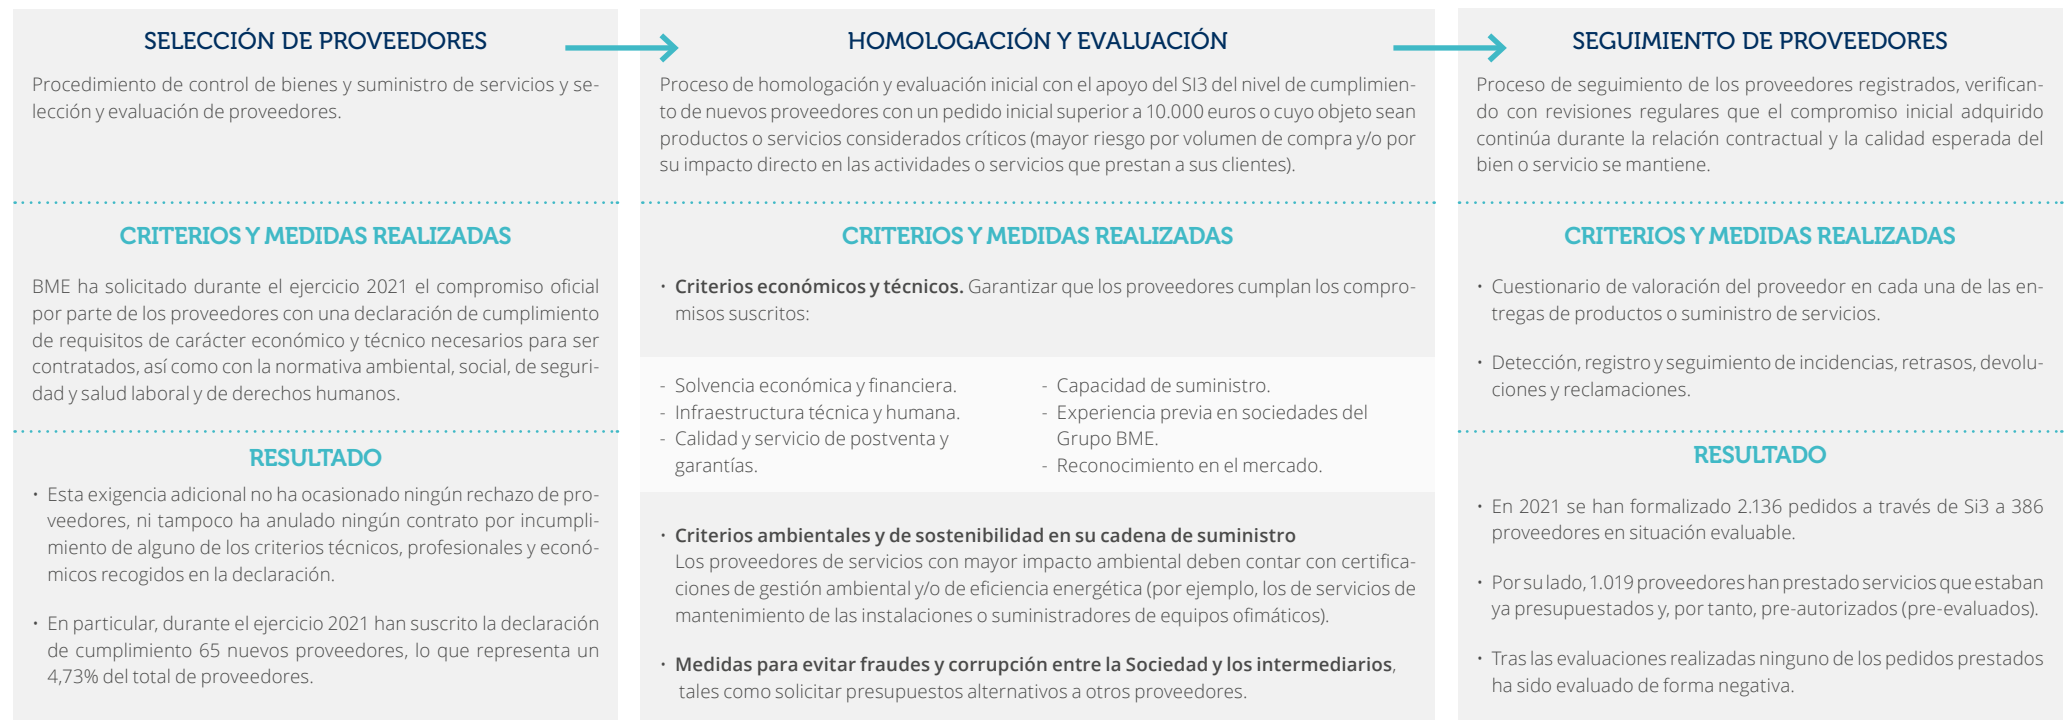 SELECCIÓN DE PROVEEDORES
Procedimiento de control de bienes y suministro de servicios y se-
lección y evaluación de proveedores.
CRITERIOS Y MEDIDAS REALIZADAS
BME ha solicitado durante el ejercicio 2021 el compromiso oficial
por parte de los proveedores con una declaración de cumplimiento
de requisitos de carácter económico y técnico necesarios para ser
contratados, así como con la normativa ambiental, social, de seguri-
dad y salud laboral y de derechos humanos.
RESULTADO
· Esta exigencia adicional no ha ocasionado ningún rechazo de pro-
veedores, ni tampoco ha anulado ningún contrato por incumpli-
miento de alguno de los criterios técnicos, profesionales y econó-
micos recogidos en la declaración.
· En particular, durante el ejercicio 2021 han suscrito la declaración
de cumplimiento 65 nuevos proveedores, lo que representa un
4,73% del total de proveedores.
HOMOLOGACIÓN Y EVALUACIÓN
Proceso de homologación y evaluación inicial con el apoyo del SI3 del nivel de cumplimien-
to de nuevos proveedores con un pedido inicial superior a 10.000 euros o cuyo objeto sean
productos o servicios considerados críticos (mayor riesgo por volumen de compra y/o por
su impacto directo en las actividades o servicios que prestan a sus clientes).
CRITERIOS Y MEDIDAS REALIZADAS
· Criterios económicos y técnicos. Garantizar que los proveedores cumplan los compro-
misos suscritos:
- Solvencia económica y financiera.
- Infraestructura técnica y humana.
- Calidad y servicio de postventa y
garantías.
- Capacidad de suministro.
- Experiencia previa en sociedades del
Grupo BME.
- Reconocimiento en el mercado.
· Criterios ambientales y de sostenibilidad en su cadena de suministro
Los proveedores de servicios con mayor impacto ambiental deben contar con certifica-
ciones de gestión ambiental y/o de eficiencia energética (por ejemplo, los de servicios de
mantenimiento de las instalaciones o suministradores de equipos ofimáticos).
· Medidas para evitar fraudes y corrupción entre la Sociedad y los intermediarios,
tales como solicitar presupuestos alternativos a otros proveedores.
SEGUIMIENTO DE PROVEEDORES
Proceso de seguimiento de los proveedores registrados, verifican-
do con revisiones regulares que el compromiso inicial adquirido
continúa durante la relación contractual y la calidad esperada del
bien o servicio se mantiene.
CRITERIOS Y MEDIDAS REALIZADAS
· Cuestionario de valoración del proveedor en cada una de las en-
tregas de productos o suministro de servicios.
· Detección, registro y seguimiento de incidencias, retrasos, devolu-
ciones y reclamaciones.
RESULTADO
· En 2021 se han formalizado 2.136 pedidos a través de Si3 a 386
proveedores en situación evaluable.
· Por su lado, 1.019 proveedores han prestado servicios que estaban
ya presupuestados y, por tanto, pre-autorizados (pre-evaluados).
· Tras las evaluaciones realizadas ninguno de los pedidos prestados
ha sido evaluado de forma negativa.